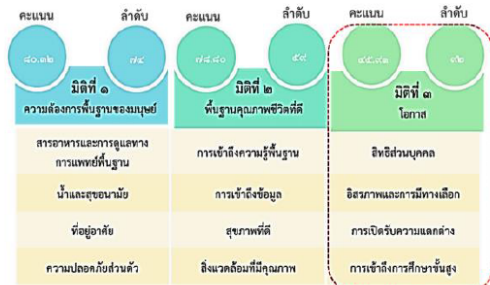 คะแนน ลำดับ คะแนน ลำดับ คะแนน ลำดับ
๘๐.๓๒ ๗๔ ๗๘.๘๐ ๕๙
มิติที่ ๑ มิติที่ ๒ มิติที่ ๓
ความต้องการพื้นฐานของมนุษย์ พื้นฐานคุณภาพชีวิตที่ดี โอกาส
สารอาหารและการดูแลทาง
การแพทย์พื้นฐาน การเข้าถึงความรู้พื้นฐาน สิทธิส่วนบุคคล
น้ำและสุขอนามัย การเข้าถึงข้อมูล อิสรภาพและการมีทางเลือก
ที่อยู่อาศัย สุขภาพที่ดี การเปิดรับความแตกต่าง
ความปลอดภัยส่วนตัว สิ่งแวดล้อมที่มีคุณภาพ การเข้าถึงการศึกษาขั้นสูง